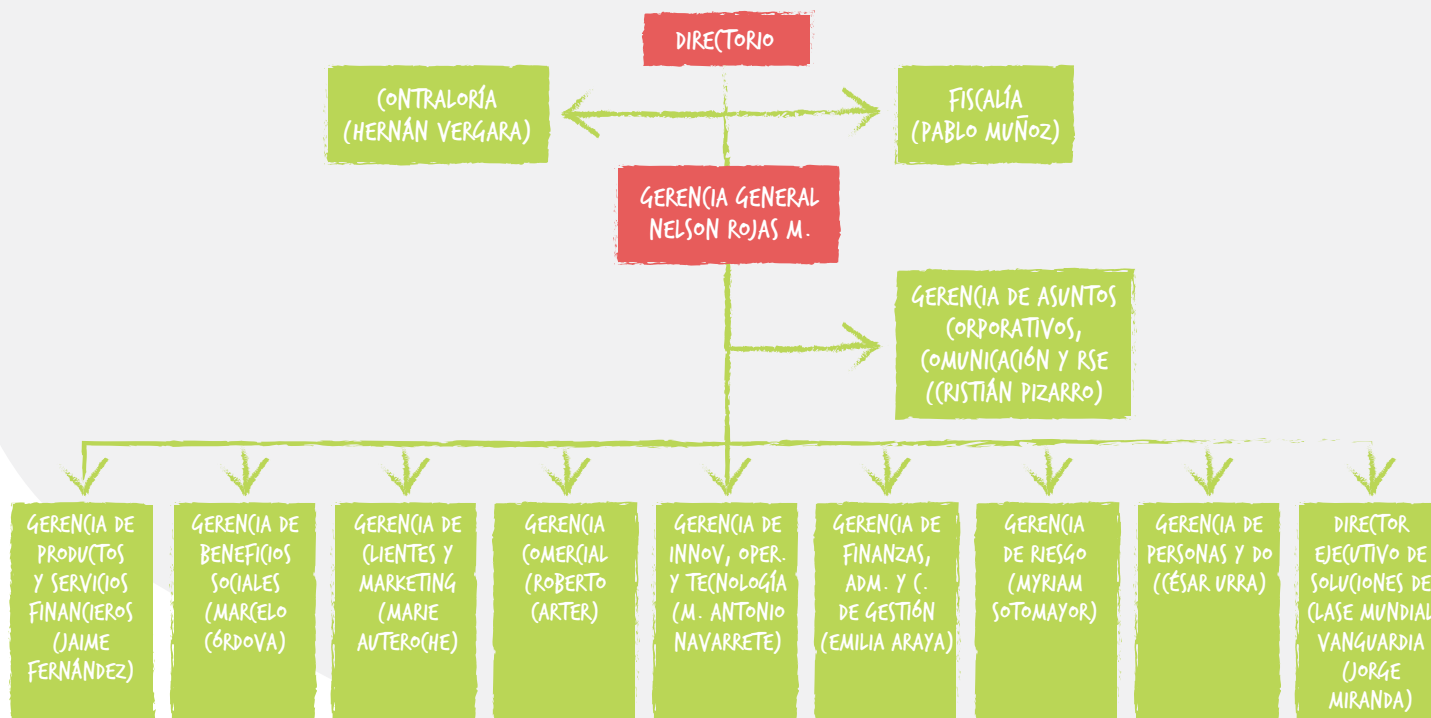 DIRECTORIO
CONTRALORÍA
(HERNÁN VERGARA)
FISCALÍA
(PABLO MUÑOZ)
GERENCIA GENERAL
NELSON ROJAS M.
GERENCIA DE ASUNTOS
CORPORATIVOS,
COMUNICACIÓN Y RSE
(CRISTIÁN PIZARRO)
GERENCIA DE
PRODUCTOS
Y SERVICIOS
FINANCIEROS
(JAIME
FERNÁNDEZ)
GERENCIA DE
BENEFICIOS
SOCIALES
(MARCELO
CÓRDOVA)
GERENCIA DE
CLIENTES Y
MARKETING
(MARIE
AUTEROCHE)
GERENCIA
COMERCIAL
(ROBERTO
CARTER)
GERENCIA DE
INNOV, OPER.
Y TECNOLOGÍA
(M. ANTONIO
NAVARRETE)
GERENCIA DE
FINANZAS,
ADM. Y C.
DE GESTIÓN
(EMILIA ARAYA)
GERENCIA
DE RIESGO
(MYRIAM
SOTOMAYOR)
GERENCIA DE
PERSONAS Y DO
(CÉSAR URRA)
DIRECTOR
EJECUTIVO DE
SOLUCIONES DE
CLASE MUNDIAL
VANGUARDIA
(JORGE
MIRANDA)